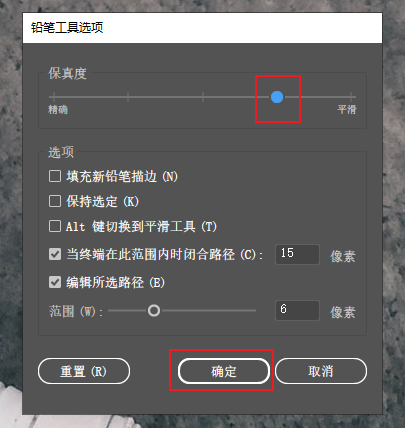 铅笔工具选项
保真度
精确 平滑
选项
填充新铅笔描边 (N)
保持选定 (K)
Alt 键切换到平滑工具 (T)
当终端在此范围内时闭合路径 (C): 15 像素
编辑所选路径 (E)
范围 (W): 6 像素
重置 (R) 确定 取消